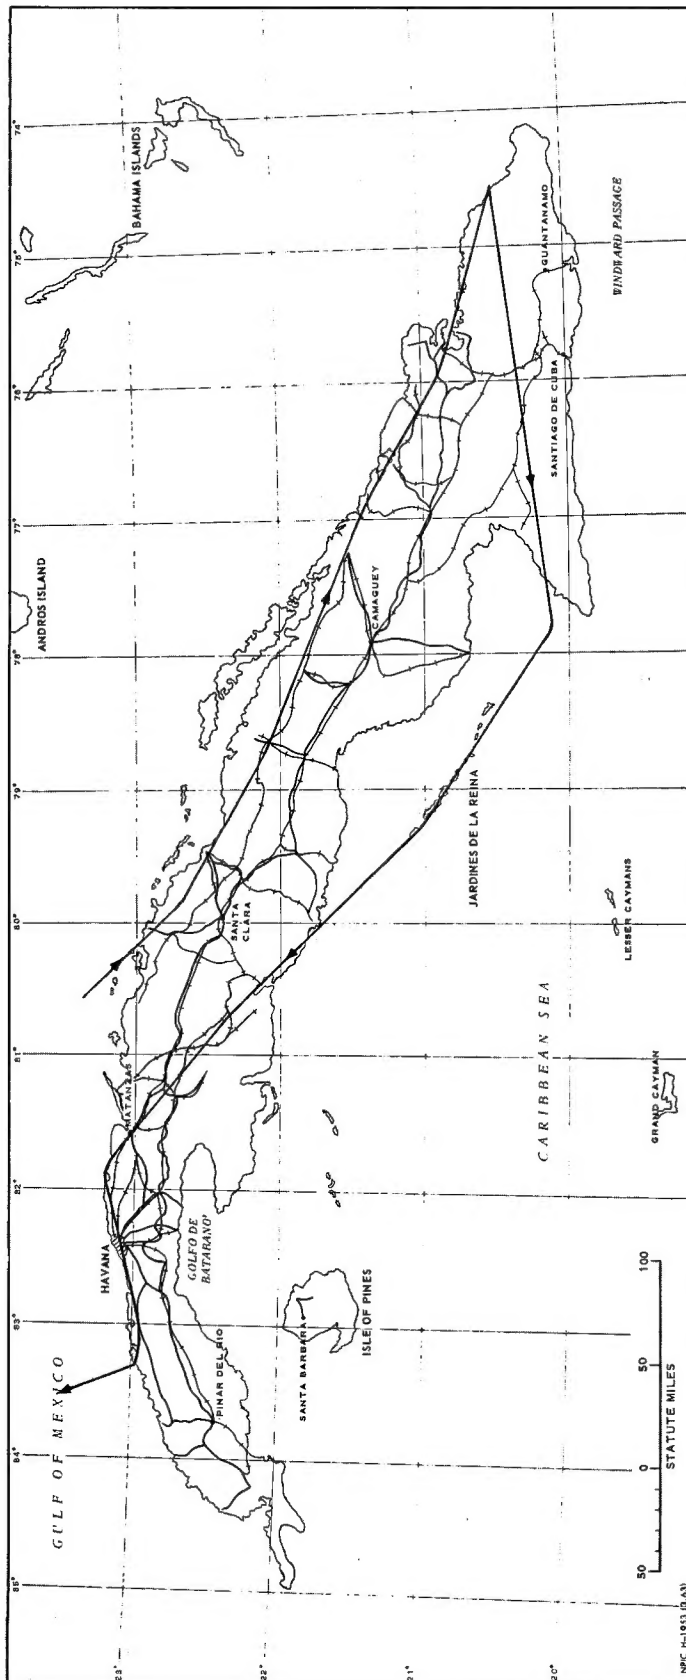 GULF OF MEXICO
ANDROS ISLAND
BAHAMA ISLANDS
HAVANA
MATANZAS
GOLFO DE
BATABANO'
PINAR DEL RIO
SANTA BARBARA
ISLE OF PINES
SANTA
CLARA
CAMAGUEY
JARDINES DE LA REINA
SANTIAGO DE CUBA
GUANTANAMO
WINDWARD PASSAGE
CARIBBEAN SEA
GRAND CAYMAN
LESSER CAYMANS
85°
84°
83°
82°
81°
80°
79°
78°
77°
76°
75°
74°
23°
22°
21°
20°
50 0 50 100
STATUTE MILES